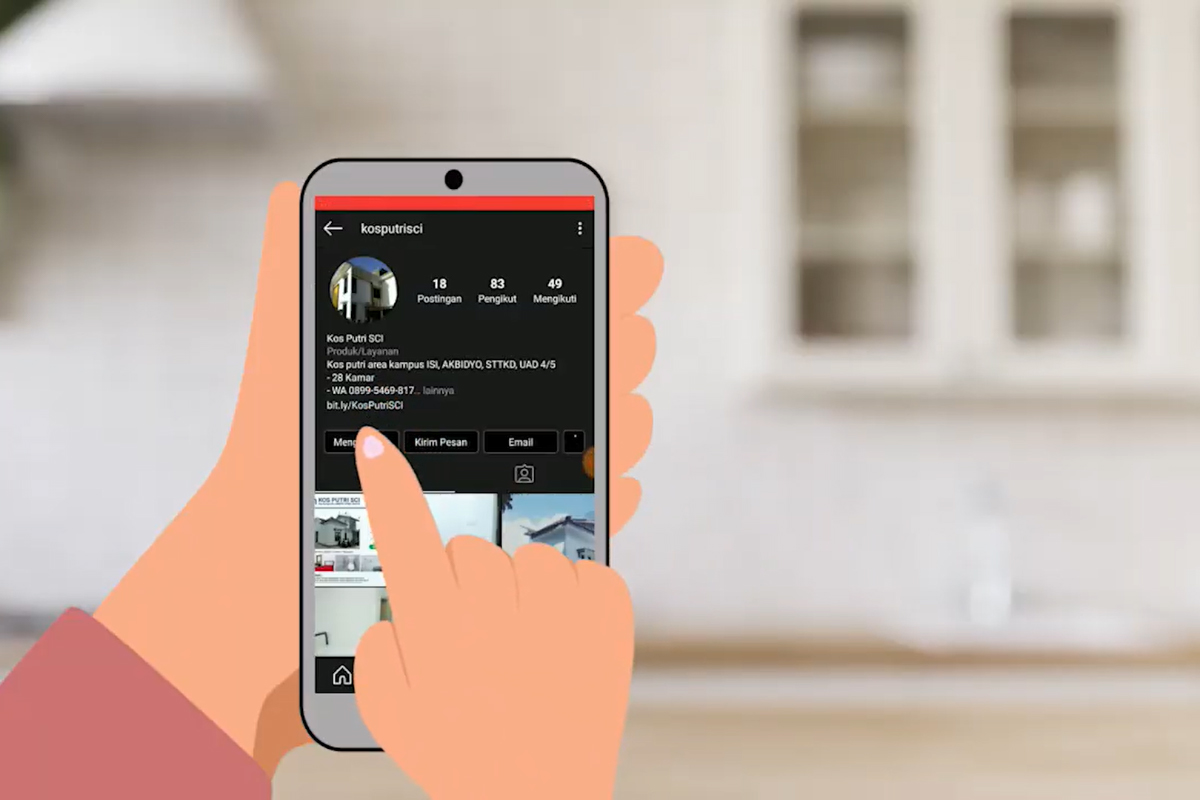 kosputrisci
18 83 49
Postingan Pengikut Mengikuti
Kos Putri SCI
Produk/Layanan
Kos putri area kampus ISI, AKBIDYO, STTKD, UAD 4/5
- 28 Kamar
- WA 0899-5469-817... lainnya
bit.ly/KosPutriSCI
Meng Kirim Pesan Email
KOS PUTRI SCI